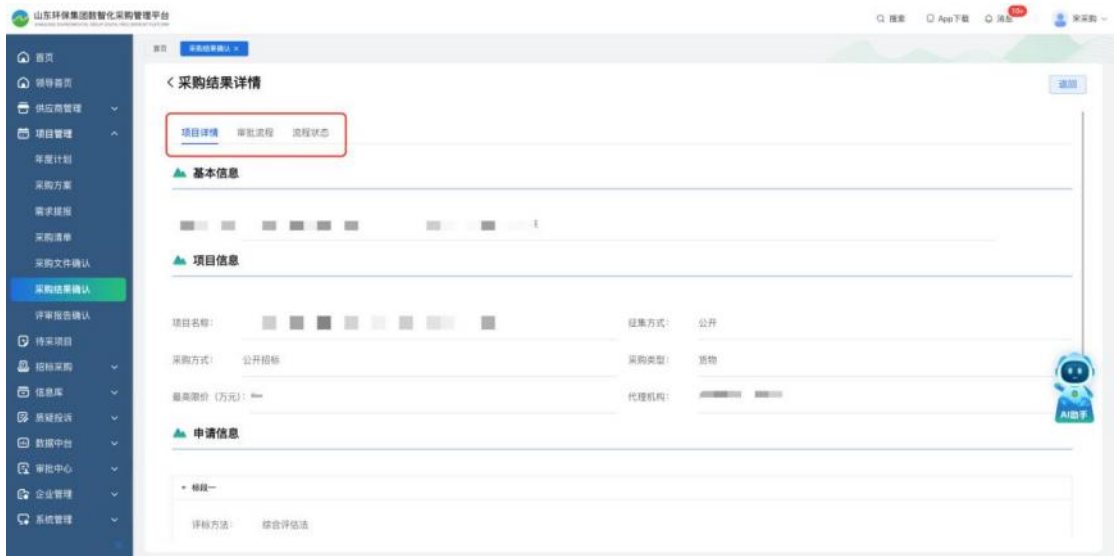 山东环保集团数智化采购管理平台
搜索 App下载 消息 10+ 宋采购
首页
领导首页
供应商管理
项目管理
年度计划
采购方案
需求提报
采购清单
采购文件确认
采购结果确认
评审报告确认
待采项目
招标采购
信息库
质疑投诉
数据中台
审批中心
企业管理
系统管理
首页 采购结果确认 ×
采购结果详情 返回
项目详情 审批流程 流程状态
基本信息
项目信息
项目名称: 征集方式: 公开
采购方式: 公开招标 采购类型: 货物
最高限价（万元）: 代理机构:
AI助手
申请信息
标段一
评标方法: 综合评估法